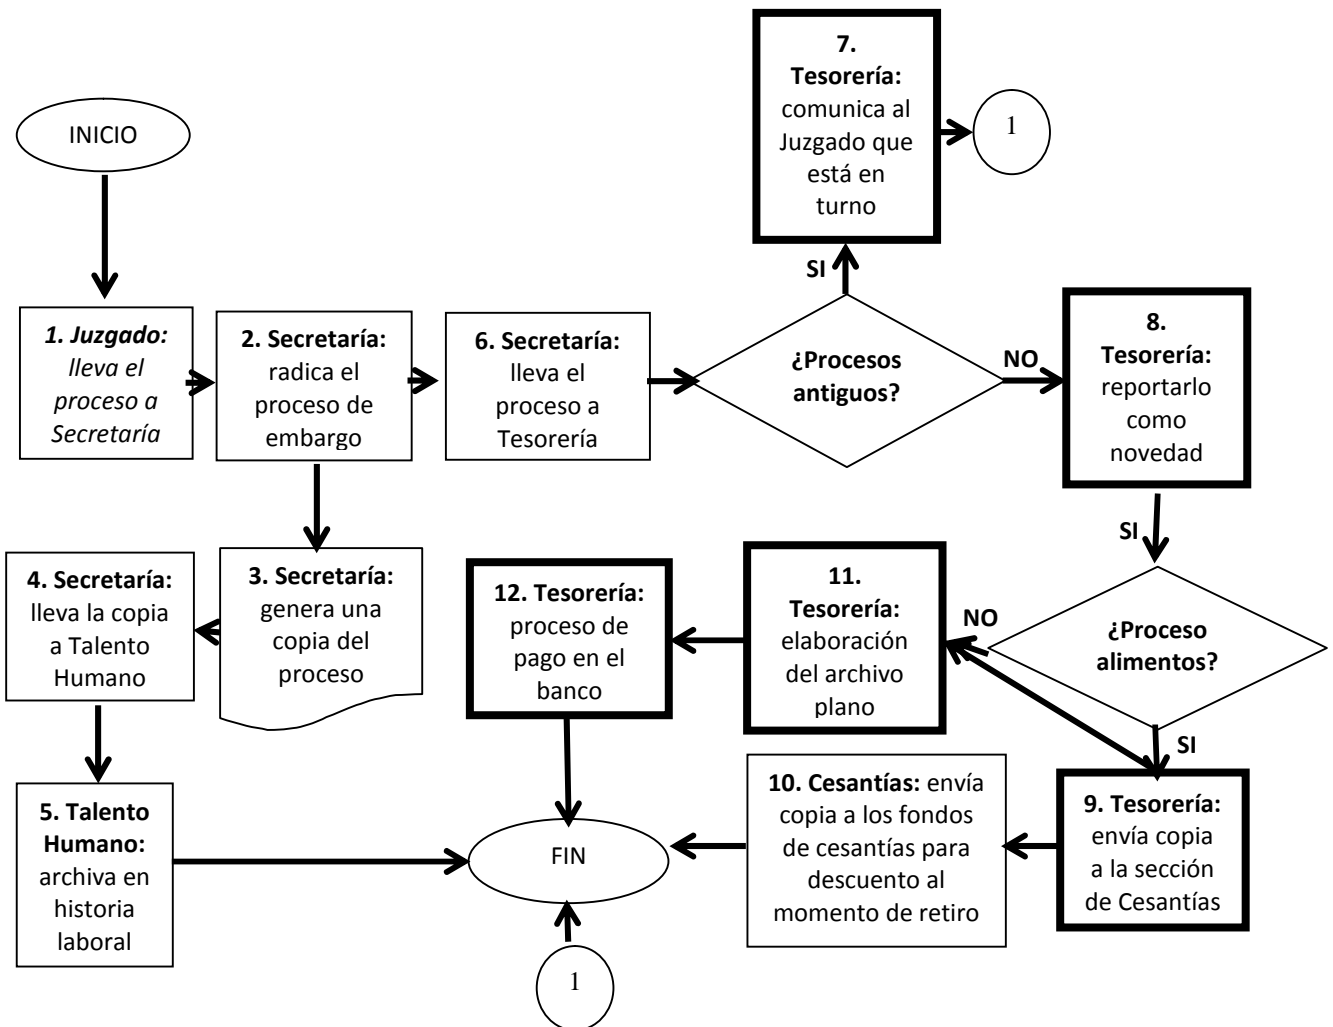 INICIO
1. Juzgado:
lleva el
proceso a
Secretaría
2. Secretaría:
radica el
proceso de
embargo
6. Secretaría:
lleva el
proceso a
Tesorería
¿Procesos
antiguos?
SI
7.
Tesorería:
comunica al
Juzgado que
está en
turno
1
NO
8.
Tesorería:
reportarlo
como
novedad
SI
¿Proceso
alimentos?
NO
SI
4. Secretaría:
lleva la copia
a Talento
Humano
3. Secretaría:
genera una
copia del
proceso
12. Tesorería:
proceso de
pago en el
banco
11.
Tesorería:
elaboración
del archivo
plano
5. Talento
Humano:
archiva en
historia
laboral
FIN
10. Cesantías: envía
copia a los fondos
de cesantías para
descuento al
momento de retiro
9. Tesorería:
envía copia
a la sección
de Cesantías
1